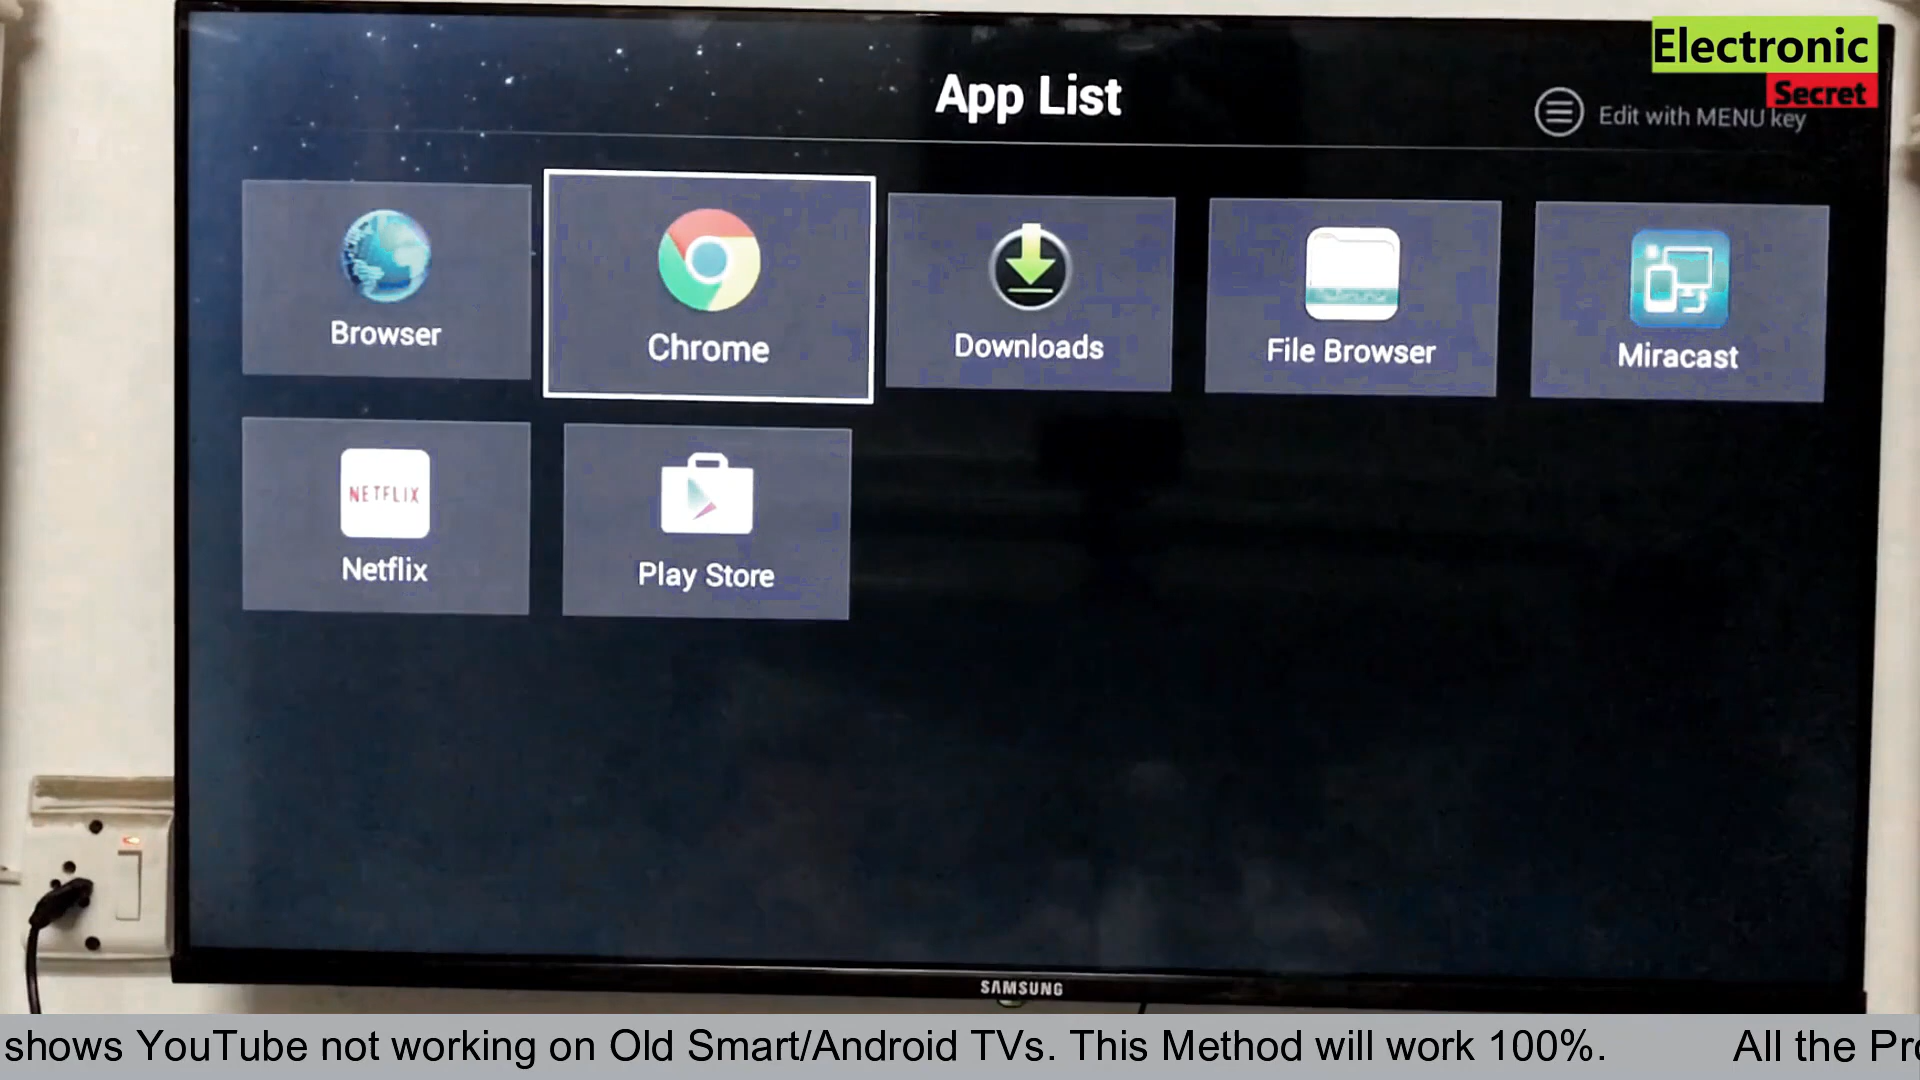 Electronic
Secret
App List
Edit with MENU key
Browser
Chrome
Downloads
File Browser
Miracast
NETFLIX
Netflix
Play Store
SAMSUNG
shows YouTube not working on Old Smart/Android TVs. This Method will work 100%. All the Pro